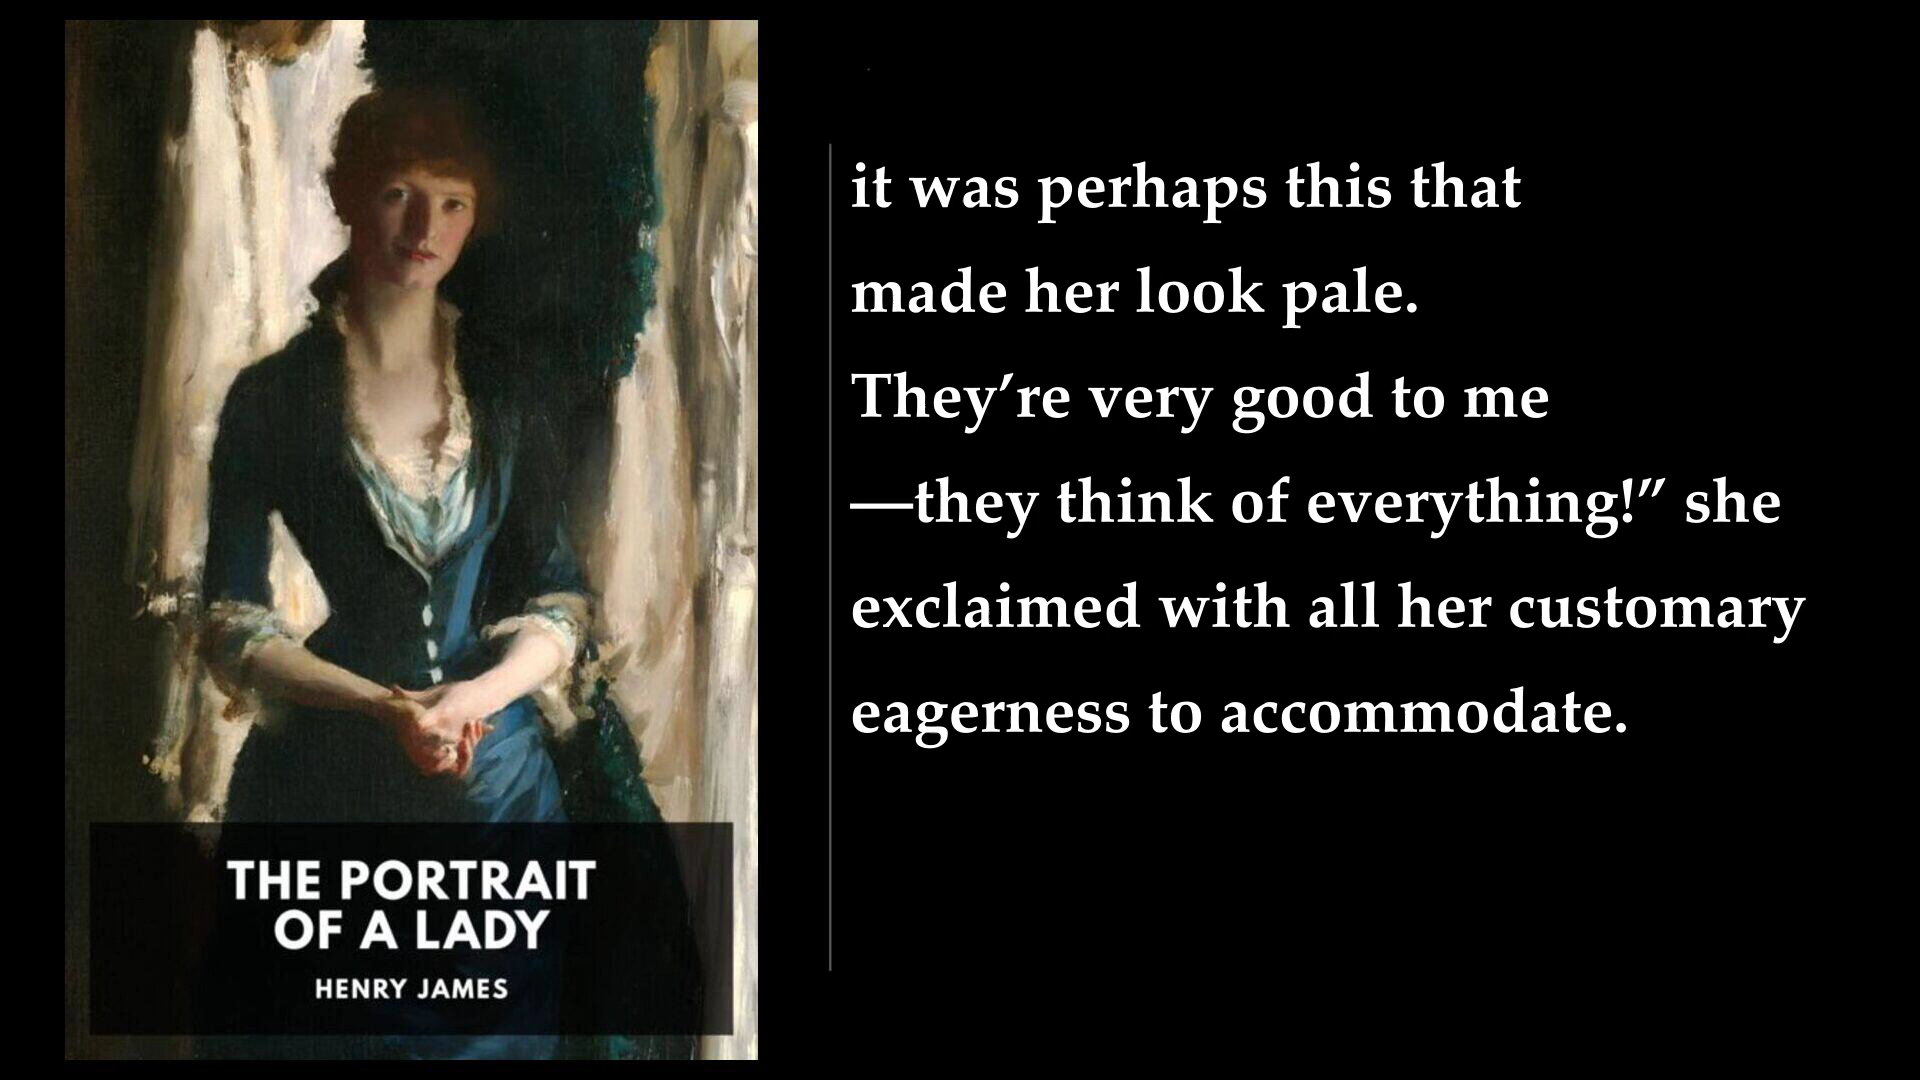 THE PORTRAIT
OF A LADY
HENRY JAMES
it was perhaps this that
made her look pale.
They’re very good to me
—they think of everything!” she
exclaimed with all her customary
eagerness to accommodate.